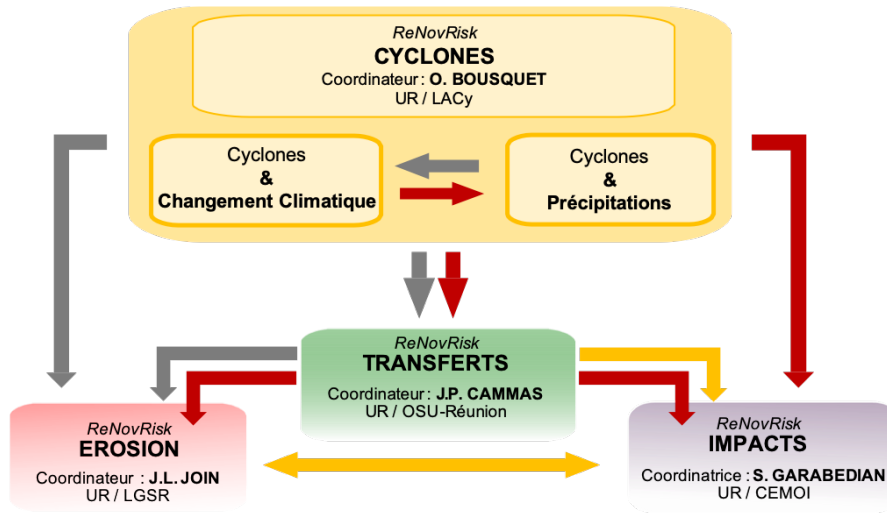 ReNovRisk
CYCLONES
Coordinateur : O. BOUSQUET
UR / LACy
Cyclones
&
Changement Climatique
Cyclones
&
Précipitations
ReNovRisk
TRANSFERTS
Coordinateur : J.P. CAMMAS
UR / OSU-Réunion
ReNovRisk
EROSION
Coordinateur : J.L. JOIN
UR / LGSR
ReNovRisk
IMPACTS
Coordinatrice : S. GARABEDIAN
UR / CEMOI